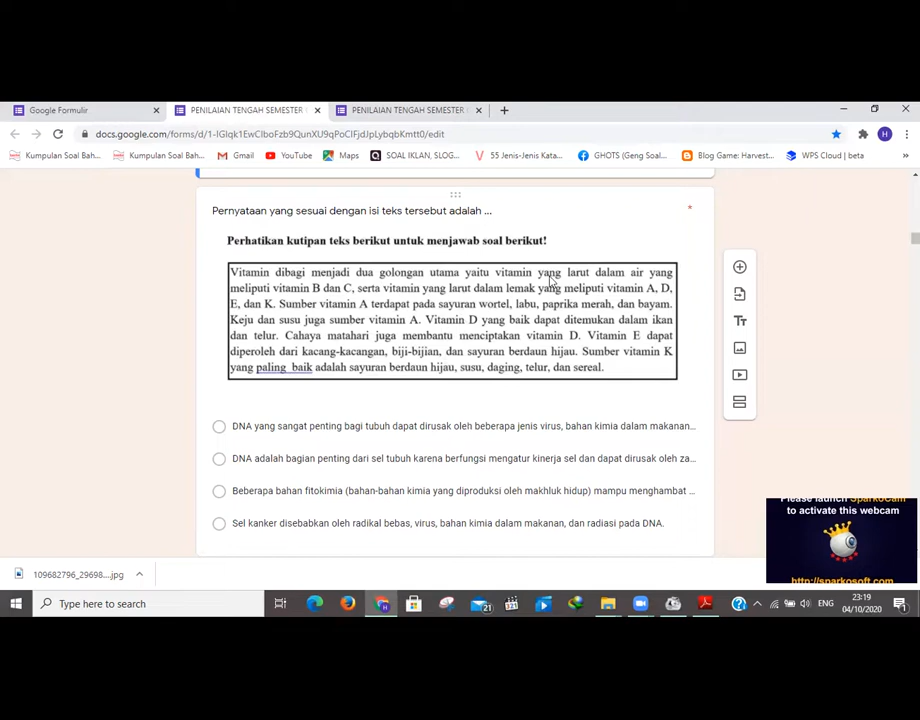 Google Formulir
PENILAIAN TENGAH SEMESTER
PENILAIAN TENGAH SEMESTER
docs.google.com/forms/d/1-lGlqk1EwClboFzb9QunXU9qPoClFjdJpLybqbKmtt0/edit
Kumpulan Soal Bah... Kumpulan Soal Bah... Gmail YouTube Maps SOAL IKLAN, SLOG... 55 Jenis-Jenis Kata... GHOTS (Geng Soal... Blog Game: Harvest... WPS Cloud | beta
Pernyataan yang sesuai dengan isi teks tersebut adalah ... *
Perhatikan kutipan teks berikut untuk menjawab soal berikut!
Vitamin dibagi menjadi dua golongan utama yaitu vitamin yang larut dalam air yang
meliputi vitamin B dan C, serta vitamin yang larut dalam lemak yang meliputi vitamin A, D,
E, dan K. Sumber vitamin A terdapat pada sayuran wortel, labu, paprika merah, dan bayam.
Keju dan susu juga sumber vitamin A. Vitamin D yang baik dapat ditemukan dalam ikan
dan telur. Cahaya matahari juga membantu menciptakan vitamin D. Vitamin E dapat
diperoleh dari kacang-kacangan, biji-bijian, dan sayuran berdaun hijau. Sumber vitamin K
yang paling baik adalah sayuran berdaun hijau, susu, daging, telur, dan sereal.
DNA yang sangat penting bagi tubuh dapat dirusak oleh beberapa jenis virus, bahan kimia dalam makanan...
DNA adalah bagian penting dari sel tubuh karena berfungsi mengatur kinerja sel dan dapat dirusak oleh za...
Beberapa bahan fitokimia (bahan-bahan kimia yang diproduksi oleh makhluk hidup) mampu menghambat ...
Sel kanker disebabkan oleh radikal bebas, virus, bahan kimia dalam makanan, dan radiasi pada DNA.
Please launch SparkoCam
to activate this webcam
http://sparkosoft.com
109682796_29698....jpg
Type here to search
21
ENG
23:19
04/10/2020